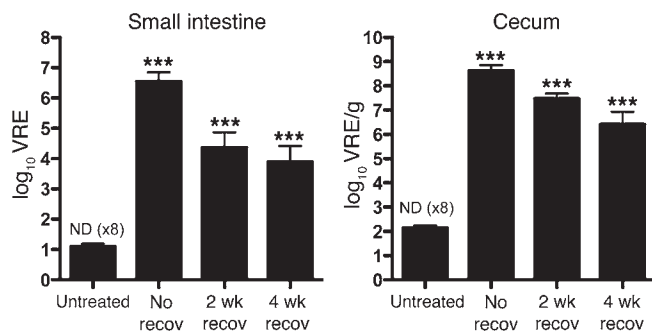 Small intestine
log10 VRE
8
7
6
5
4
3
2
1
0
ND (x8)
***
***
***
Untreated
No
recov
2 wk
recov
4 wk
recov
Cecum
log10 VRE/g
10
9
8
7
6
5
4
3
2
1
0
ND (x8)
***
***
***
Untreated
No
recov
2 wk
recov
4 wk
recov